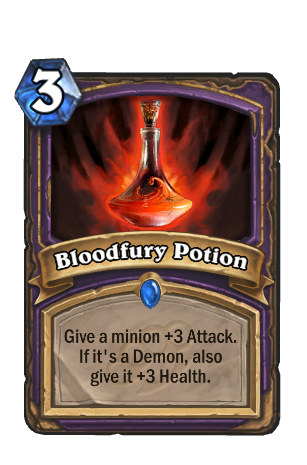 3
Bloodfury Potion
Give a minion +3 Attack.
If it's a Demon, also
give it +3 Health.